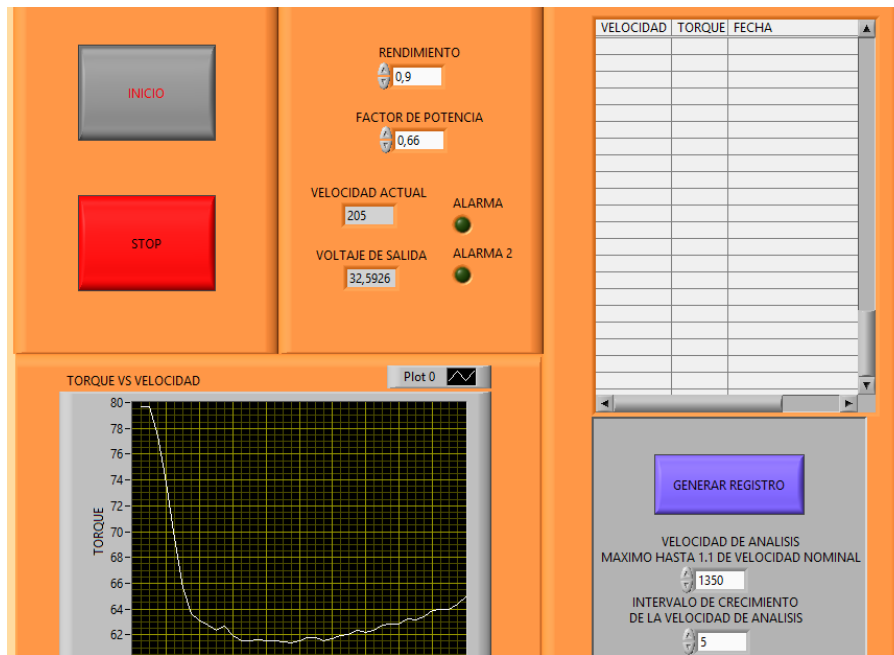 INICIO
STOP
RENDIMIENTO
0,9
FACTOR DE POTENCIA
0,66
VELOCIDAD ACTUAL
205
ALARMA
VOLTAJE DE SALIDA
32,5926
ALARMA 2
VELOCIDAD TORQUE FECHA
TORQUE VS VELOCIDAD
Plot 0
TORQUE
80
78
76
74
72
70
68
66
64
62
GENERAR REGISTRO
VELOCIDAD DE ANALISIS
MAXIMO HASTA 1.1 DE VELOCIDAD NOMINAL
1350
INTERVALO DE CRECIMIENTO
DE LA VELOCIDAD DE ANALISIS
5